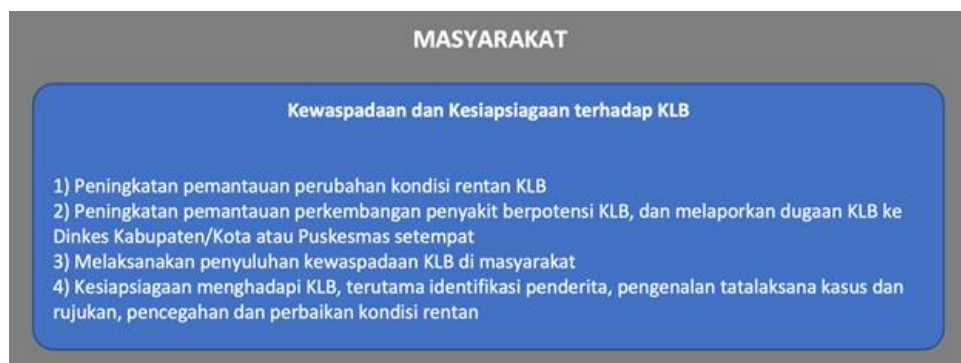 MASYARAKAT
Kewaspadaan dan Kesiapsiagaan terhadap KLB
1) Peningkatan pemantauan perubahan kondisi rentan KLB
2) Peningkatan pemantauan perkembangan penyakit berpotensi KLB, dan melaporkan dugaan KLB ke
Dinkes Kabupaten/Kota atau Puskesmas setempat
3) Melaksanakan penyuluhan kewaspadaan KLB di masyarakat
4) Kesiapsiagaan menghadapi KLB, terutama identifikasi penderita, pengenalan tatalaksana kasus dan
rujukan, pencegahan dan perbaikan kondisi rentan